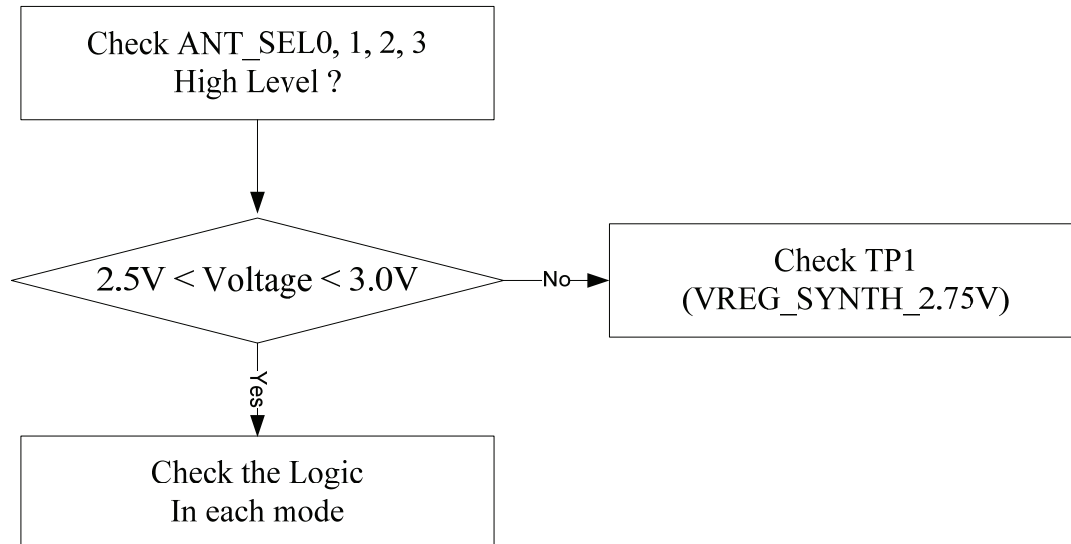 Check ANT_SEL0, 1, 2, 3
High Level ?
2.5V < Voltage < 3.0V
No
Check TP1
(VREG_SYNTH_2.75V)
Yes
Check the Logic
In each mode